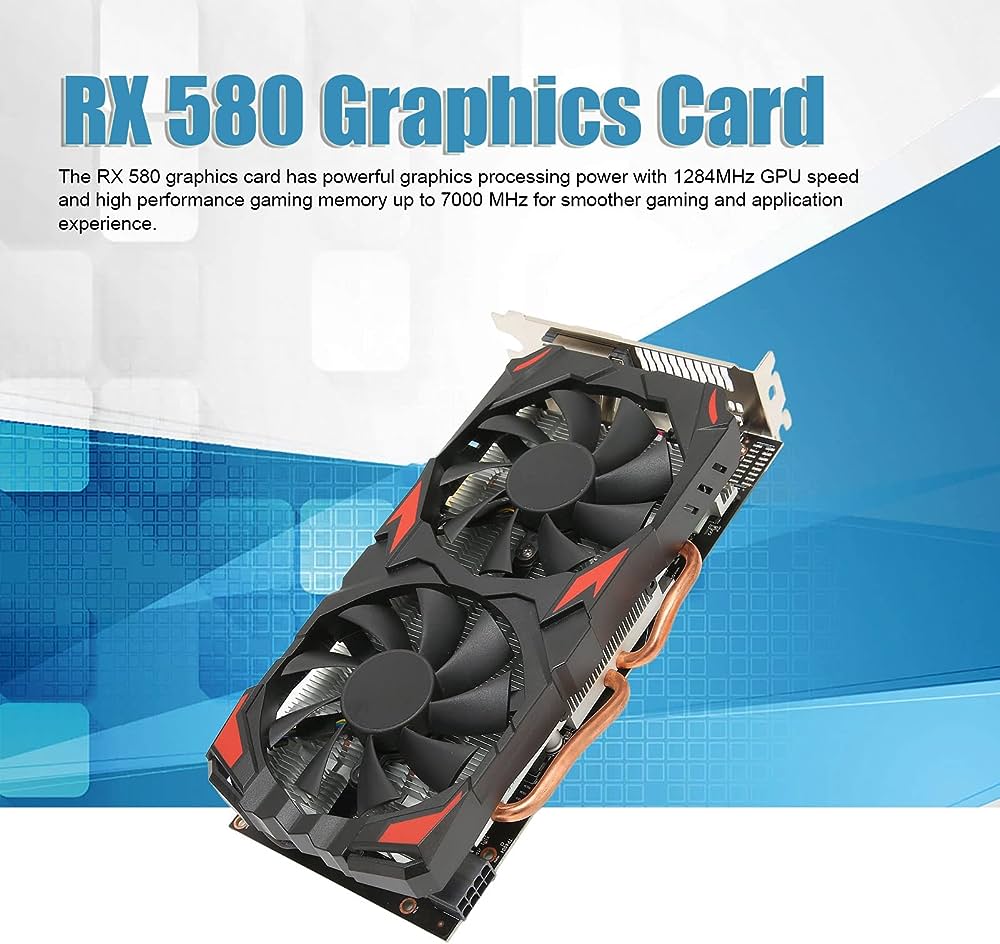 RX 580 Graphics Card
The RX 580 graphics card has powerful graphics processing power with 1284MHz GPU speed
and high performance gaming memory up to 7000 MHz for smoother gaming and application
experience.